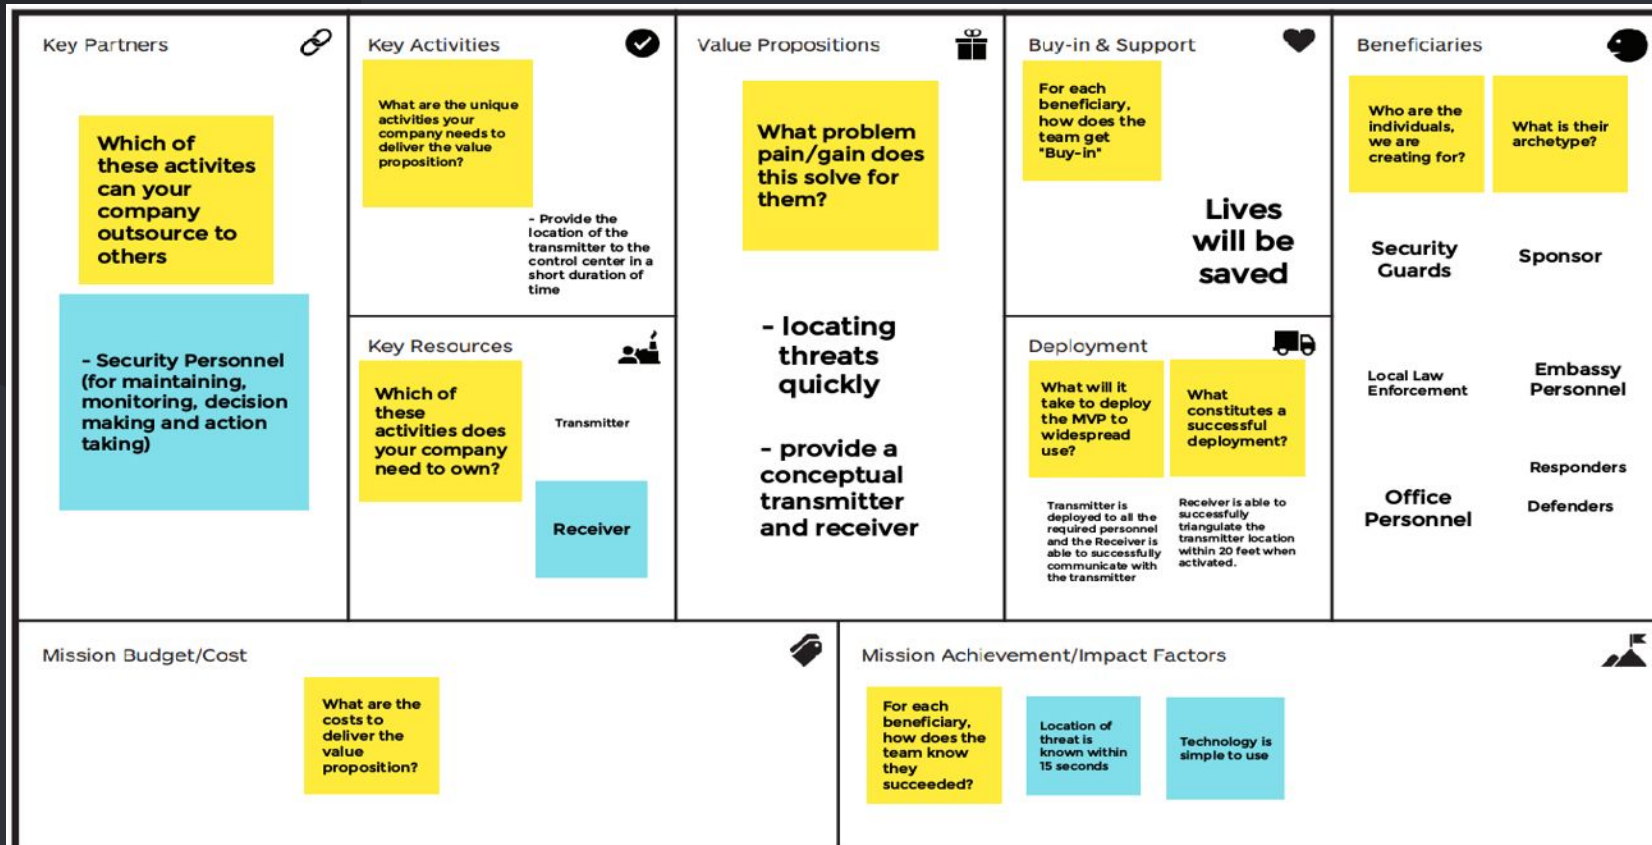 Key Partners
Which of
these activites
can your
company
outsource to
others
- Security Personnel
(for maintaining,
monitoring, decision
making and action
taking)
Key Activities
What are the unique
activities your
company needs to
deliver the value
proposition?
- Provide the
location of the
transmitter to the
control center in a
short duration of
time
Key Resources
Which of
these
activities does
your company
need to own?
Transmitter
Receiver
Value Propositions
What problem
pain/gain does
this solve for
them?
- locating
threats
quickly
- provide a
conceptual
transmitter
and receiver
Buy-in & Support
For each
beneficiary,
how does the
team get
"Buy-in"
Lives
will be
saved
Deployment
What will it
take to deploy
the MVP to
widespread
use?
What
constitutes a
successful
deployment?
Transmitter is
deployed to all the
required personnel
and the Receiver is
able to successfully
communicate with
the transmitter
Receiver is able to
successfully
triangulate the
transmitter location
within 20 feet when
activated.
Beneficiaries
Who are the
individuals,
we are
creating for?
What is their
archetype?
Security
Guards
Sponsor
Local Law
Enforcement
Embassy
Personnel
Office
Personnel
Responders
Defenders
Mission Budget/Cost
What are the
costs to
deliver the
value
proposition?
Mission Achievement/Impact Factors
For each
beneficiary,
how does the
team know
they
succeeded?
Location of
threat is
known within
15 seconds
Technology is
simple to use